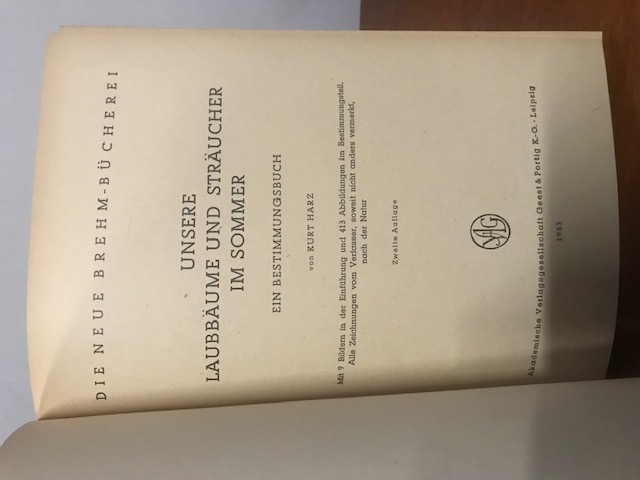 DIE NEUE BREHM-BÜCHEREI
UNSERE
LAUBBÄUME UND STRÄUCHER
IM SOMMER
EIN BESTIMMUNGSBUCH
von KURT HARZ
Mit 9 Bildern in der Einführung und 413 Abbildungen im Bestimmungsteil.
Alle Zeichnungen vom Verfasser, soweit nicht anders vermerkt,
nach der Natur
Zweite Auflage
Akademische Verlagsgesellschaft Geest & Portig K.-G. · Leipzig
1953